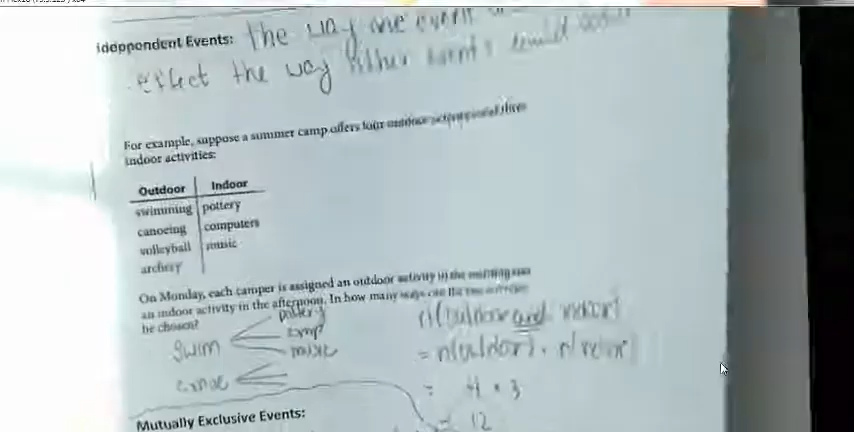 Independent Events: the way one event
effect the way other events could occur
For example, suppose a summer camp offers four outdoor activities and three
indoor activities:
Outdoor Indoor
swimming pottery
canoeing computers
volleyball music
archery
On Monday, each camper is assigned an outdoor activity in the morning and
an indoor activity in the afternoon. In how many ways can the two activities
be chosen?
pottery
swim comp
music
canoe
n(outdoor and indoor)
= n(outdoor) · n(indoor)
= 4 · 3
= 12
Mutually Exclusive Events: